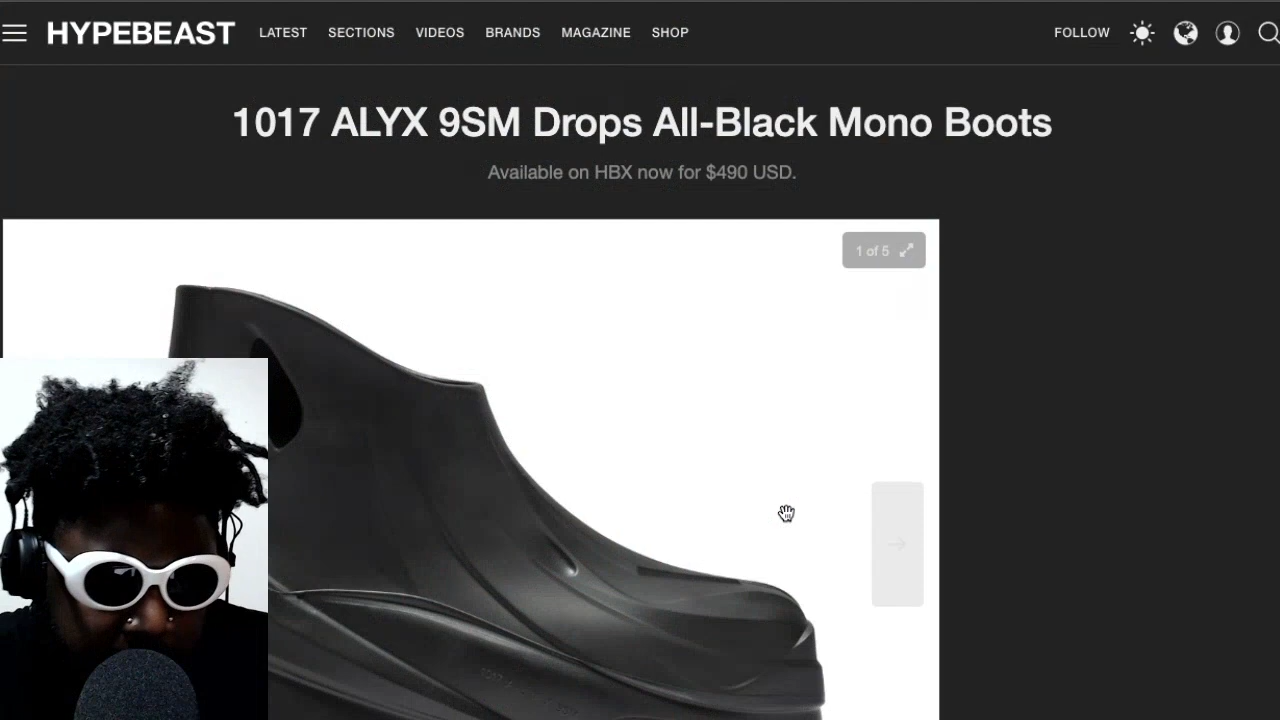 HYPEBEAST LATEST SECTIONS VIDEOS BRANDS MAGAZINE SHOP FOLLOW
1017 ALYX 9SM Drops All-Black Mono Boots
Available on HBX now for $490 USD.
1 of 5